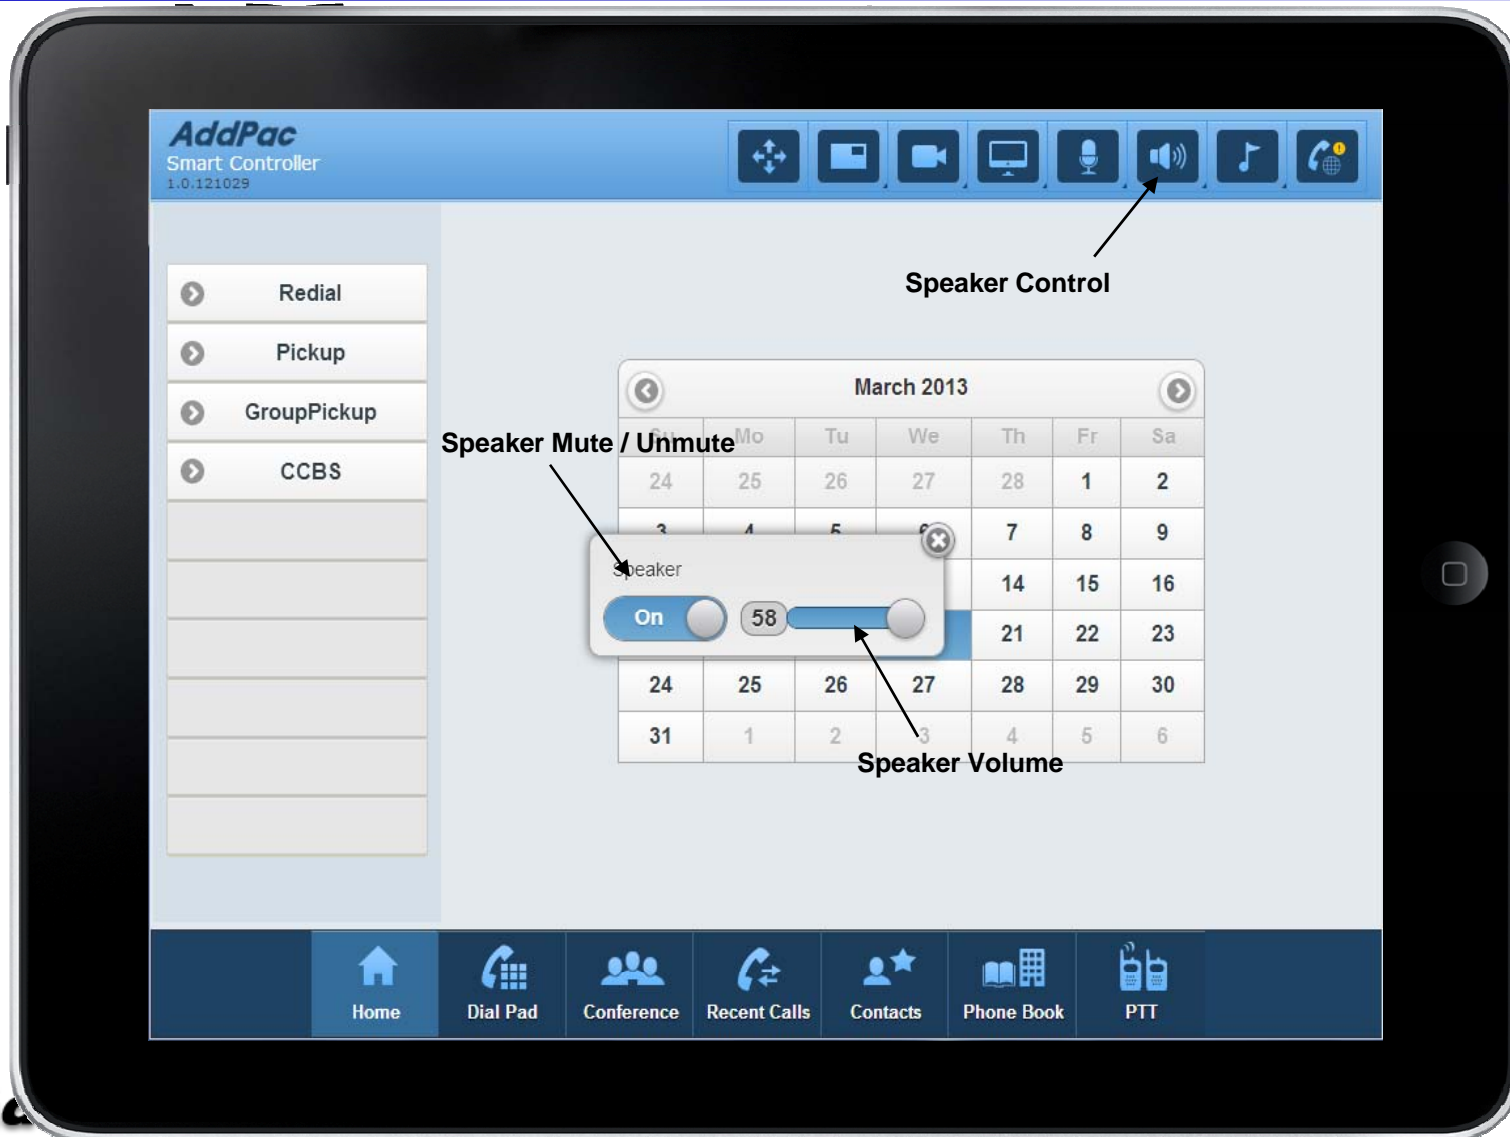 AddPac
Smart Controller
1.0.121029
Speaker Control
Redial
Pickup
GroupPickup
CCBS
March 2013
Speaker Mute / Unmute
Mo Tu We Th Fr Sa
24 25 26 27 28 1 2
3 4 5 6 7 8 9
Speaker
14 15 16
On 58
21 22 23
24 25 26 27 28 29 30
31 1 2 3 4 5 6
Speaker Volume
Home Dial Pad Conference Recent Calls Contacts Phone Book PTT